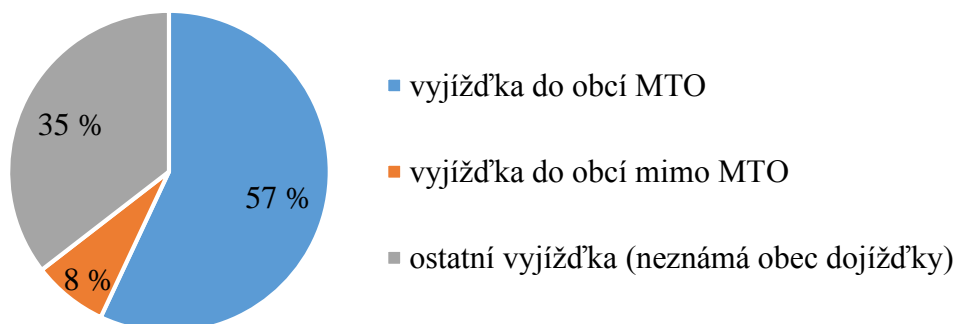 35 %
57 %
8 %
vyjížďka do obcí MTO
vyjížďka do obcí mimo MTO
ostatní vyjížďka (neznámá obec dojížďky)